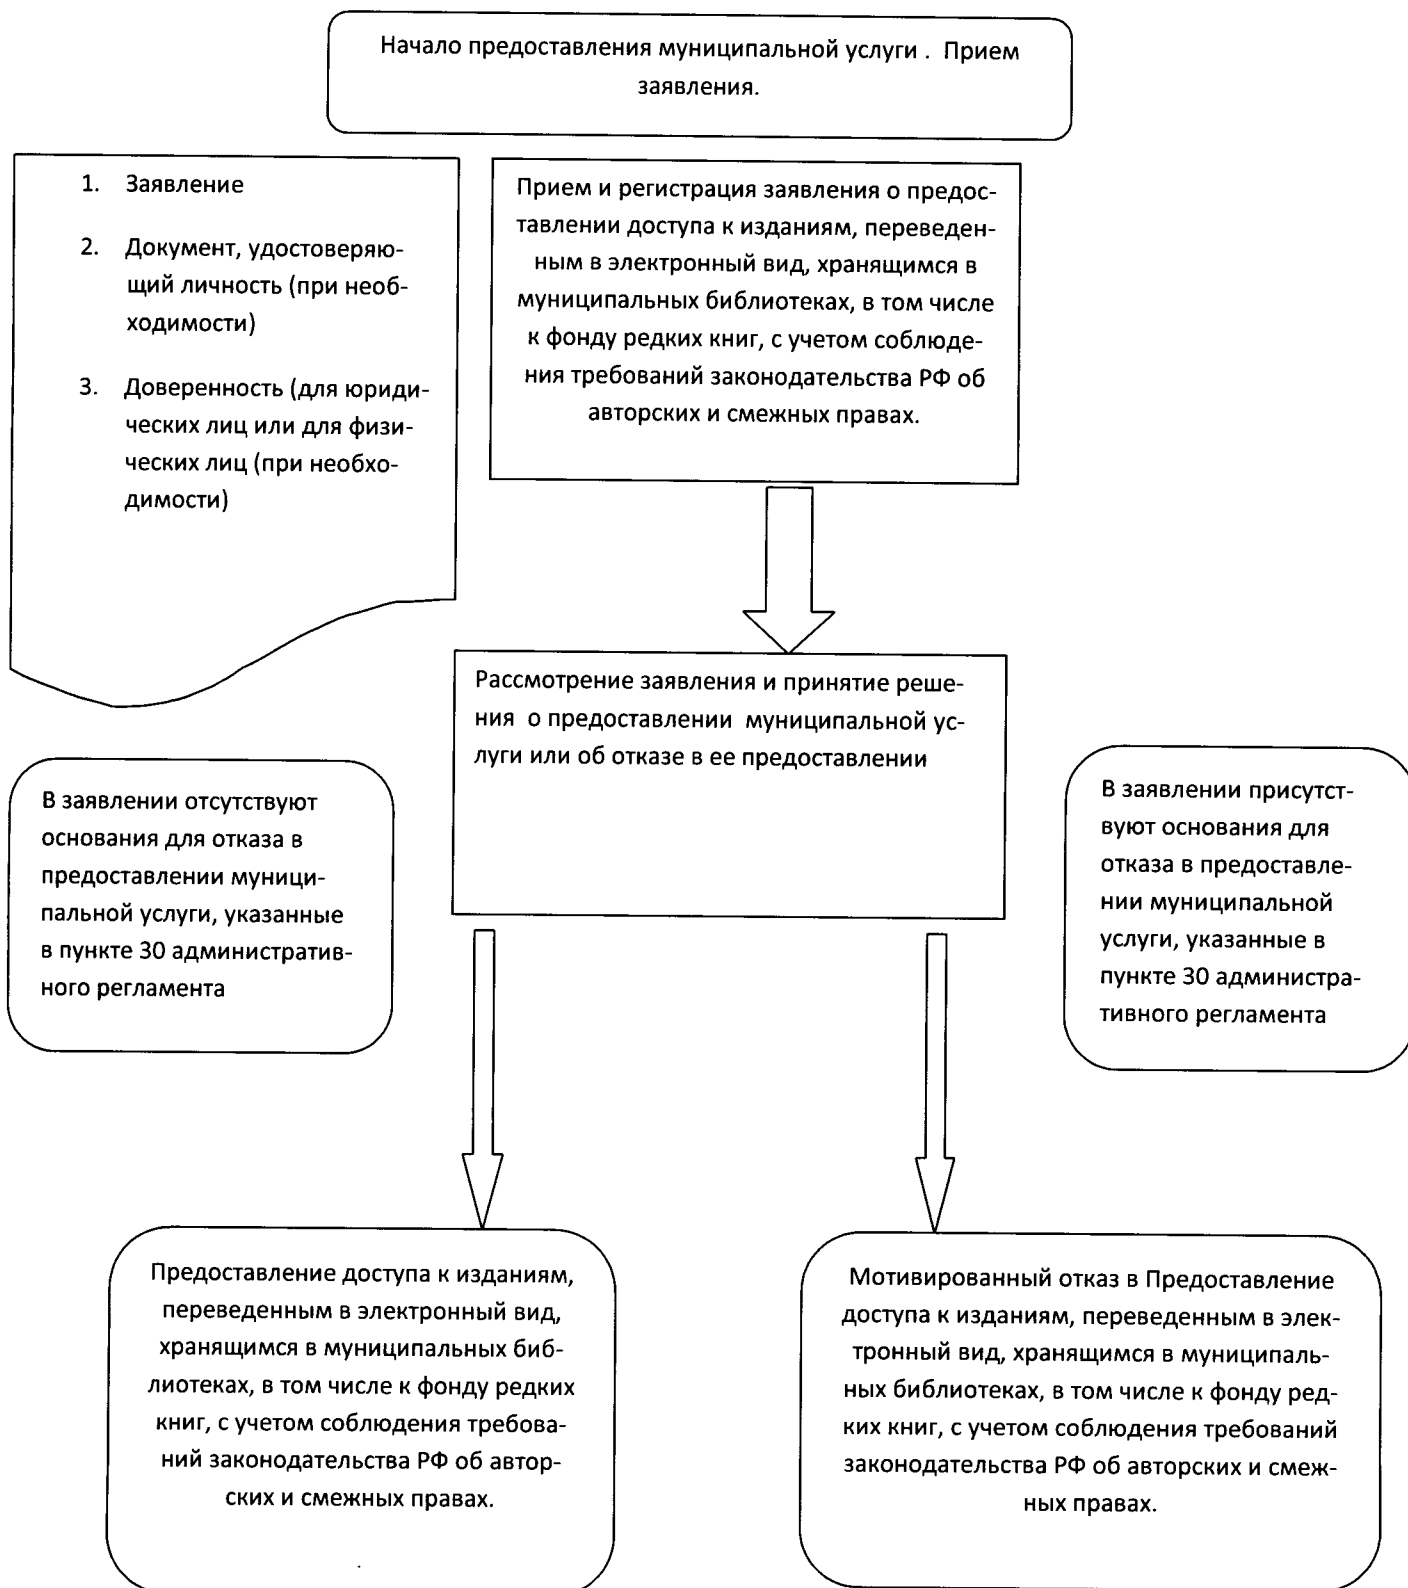 Начало предоставления муниципальной услуги . Прием
заявления.
1. Заявление
2. Документ, удостоверяю-
щий личность (при необ-
ходимости)
3. Доверенность (для юриди-
ческих лиц или для физи-
ческих лиц (при необхо-
димости)
Прием и регистрация заявления о предос-
тавлении доступа к изданиям, переведен-
ным в электронный вид, хранящимся в
муниципальных библиотеках, в том числе
к фонду редких книг, с учетом соблюде-
ния требований законодательства РФ об
авторских и смежных правах.
Рассмотрение заявления и принятие реше-
ния о предоставлении муниципальной ус-
луги или об отказе в ее предоставлении
В заявлении отсутствуют
основания для отказа в
предоставлении муници-
пальной услуги, указанные
в пункте 30 административ-
ного регламента
В заявлении присутст-
вуют основания для
отказа в предоставле-
нии муниципальной
услуги, указанные в
пункте 30 администра-
тивного регламента
Предоставление доступа к изданиям,
переведенным в электронный вид,
хранящимся в муниципальных биб-
лиотеках, в том числе к фонду редких
книг, с учетом соблюдения требова-
ний законодательства РФ об автор-
ских и смежных правах.
Мотивированный отказ в Предоставление
доступа к изданиям, переведенным в элек-
тронный вид, хранящимся в муниципаль-
ных библиотеках, в том числе к фонду ред-
ких книг, с учетом соблюдения требований
законодательства РФ об авторских и смеж-
ных правах.